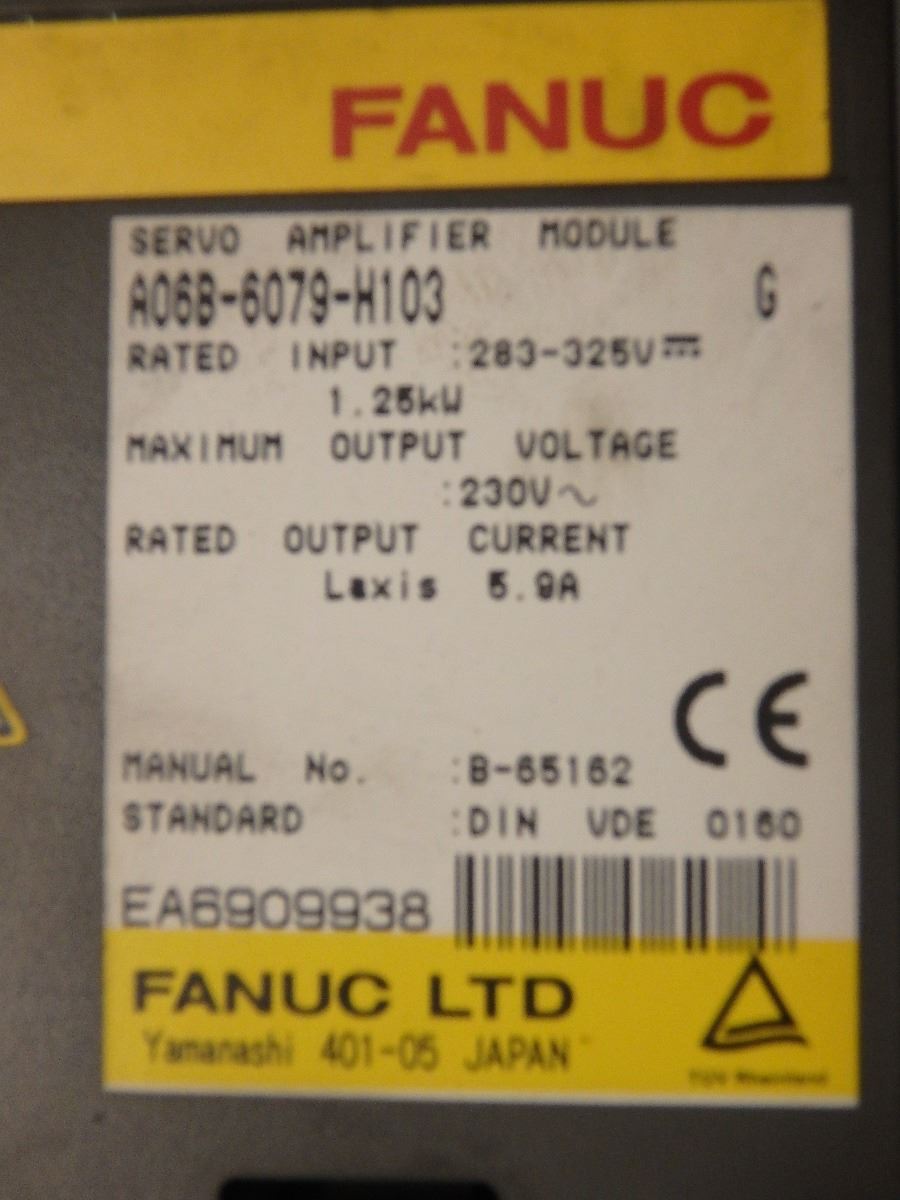 FANUC
SERVO AMPLIFIER MODULE
A06B-6079-H103 G
RATED INPUT :283-325V⎓
1.25kW
MAXIMUM OUTPUT VOLTAGE
:230V~
RATED OUTPUT CURRENT
Laxis 5.9A
CE
MANUAL No. :B-65162
STANDARD :DIN VDE 0160
EA6909938
FANUC LTD
Yamanashi 401-05 JAPAN
TÜV Rheinland